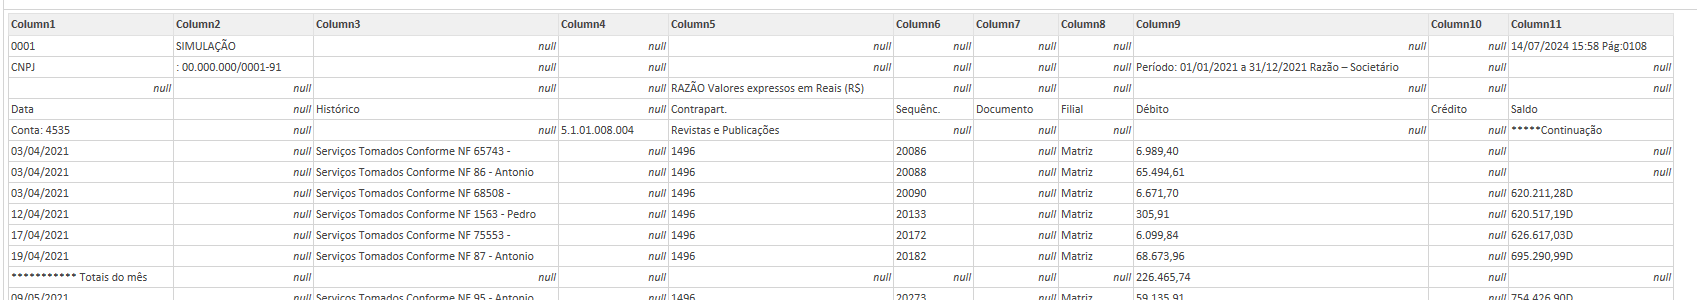 Column1 Column2 Column3 Column4 Column5 Column6 Column7 Column8 Column9 Column10 Column11
0001 SIMULAÇÃO null null null null null null null null 14/07/2024 15:58 Pág:0108
CNPJ : 00.000.000/0001-91 null null null null null null Período: 01/01/2021 a 31/12/2021 Razão – Societário null null
null null null null RAZÃO Valores expressos em Reais (R$) null null null null null null
Data null Histórico null Contrapart. Sequênc. Documento Filial Débito Crédito Saldo
Conta: 4535 null null 5.1.01.008.004 Revistas e Publicações null null null null null *****Continuação
03/04/2021 null Serviços Tomados Conforme NF 65743 - null 1496 20086 null Matriz 6.989,40 null null
03/04/2021 null Serviços Tomados Conforme NF 86 - Antonio null 1496 20088 null Matriz 65.494,61 null null
03/04/2021 null Serviços Tomados Conforme NF 68508 - null 1496 20090 null Matriz 6.671,70 null 620.211,28D
12/04/2021 null Serviços Tomados Conforme NF 1563 - Pedro null 1496 20133 null Matriz 305,91 null 620.517,19D
17/04/2021 null Serviços Tomados Conforme NF 75553 - null 1496 20172 null Matriz 6.099,84 null 626.617,03D
19/04/2021 null Serviços Tomados Conforme NF 87 - Antonio null 1496 20182 null Matriz 68.673,96 null 695.290,99D
*********** Totais do mês null null null null null null null 226.465,74 null null
09/05/2021 null Serviços Tomados Conforme NF 95 - Antonio null 1496 20273 null Matriz 59.135,91 null 754.426,90D